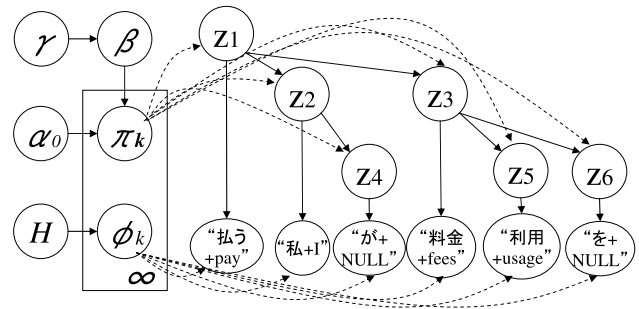 γ
β
z1
z2
z3
α0
πk
z4
z5
z6
H
ϕk
∞
“払う
+pay”
“私+I”
“が+
NULL”
“料金
+fees”
“利用
+usage”
“を+
NULL”